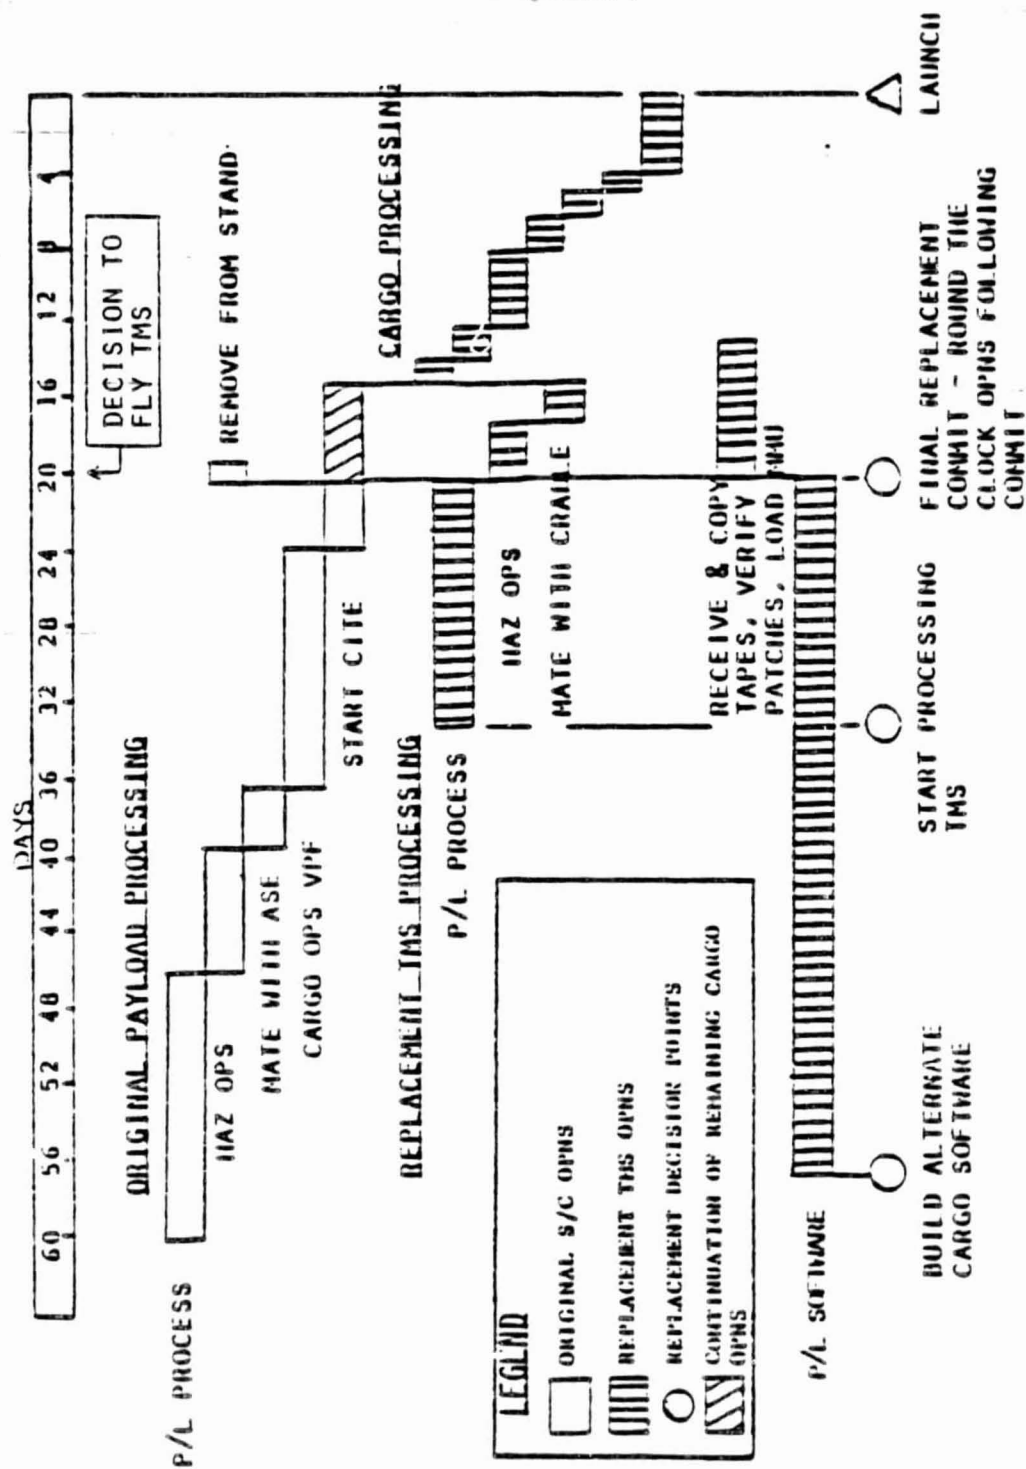 DAYS
60 56 52 48 44 40 36 32 28 24 20 16 12 8 4
DECISION TO
FLY TMS
ORIGINAL PAYLOAD PROCESSING
P/L PROCESS
HAZ OPS
MATE WITH ASE
CARGO OPS VPF
START CITE
REMOVE FROM STAND
REPLACEMENT TMS PROCESSING
CARGO PROCESSING
P/L PROCESS
HAZ OPS
MATE WITH CRADLE
RECEIVE & COPY
TAPES, VERIFY
PATCHES, LOAD MMU
LEGEND
ORIGINAL S/C OPNS
REPLACEMENT TMS OPNS
REPLACEMENT DECISION POINTS
CONTINUATION OF REMAINING CARGO
OPNS
P/L SOFTWARE
BUILD ALTERNATE
CARGO SOFTWARE
START PROCESSING
TMS
FINAL REPLACEMENT
COMMIT - ROUND THE
CLOCK OPNS FOLLOWING
COMMIT
LAUNCH